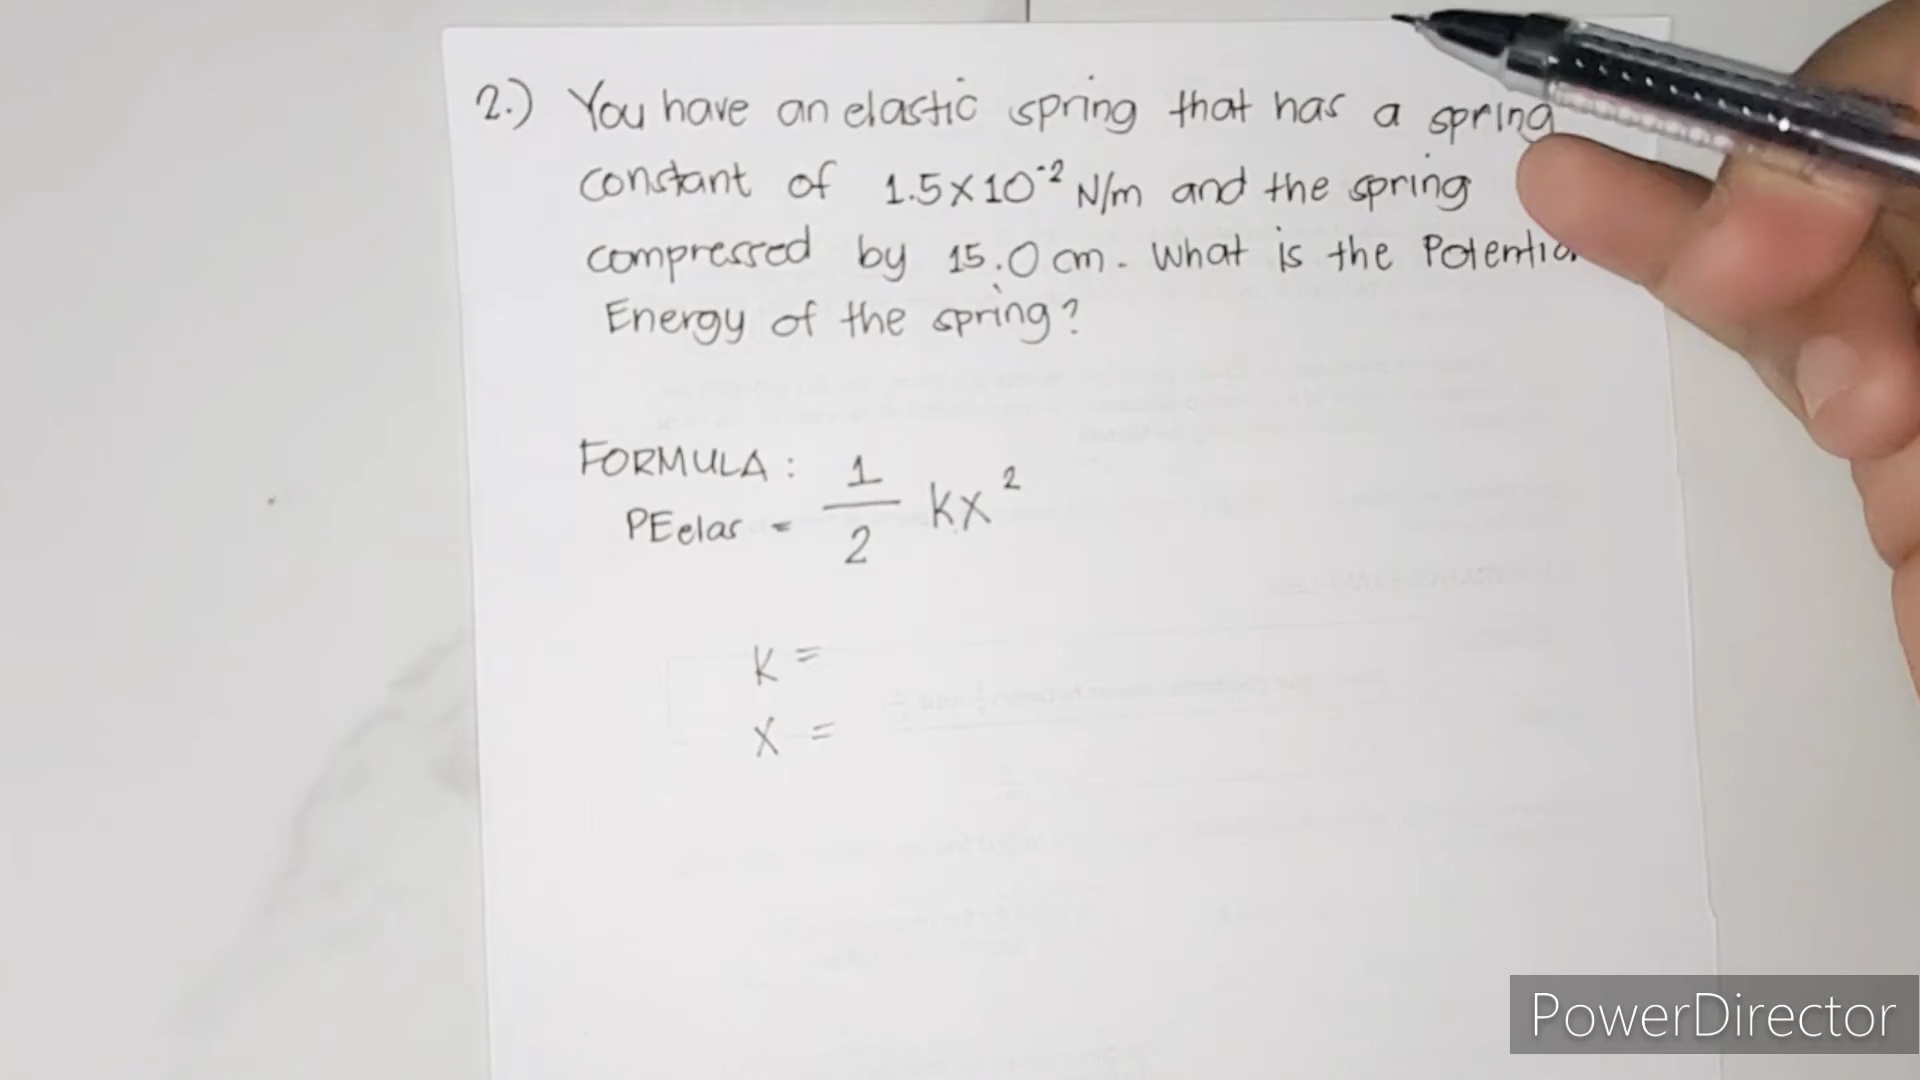 2.) You have an elastic spring that has a spring
constant of 1.5x10⁻² N/m and the spring
compressed by 15.0 cm. What is the
Energy of the spring?
FORMULA:
PEelas = 1/2 kx²
k =
x =
PowerDirector